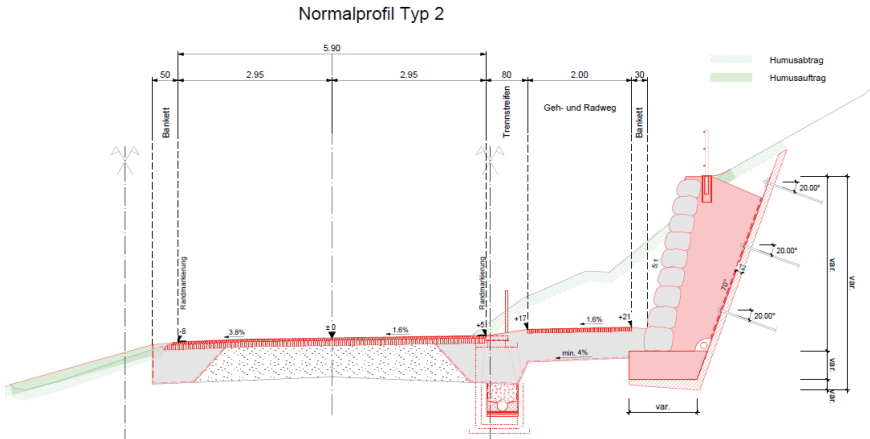 Normalprofil Typ 2
5.90
50
2.95
2.95
80
2.00
30
Humusabtrag
Humusauftrag
Bankett
Trennstreifen
Geh- und Radweg
Bankett
Randmarkierung
Randmarkierung
-8
3.8%
± 0
1.6%
+5
+17
1.6%
+21
min. 4%
5:1
70°
20.00°
20.00°
20.00°
var.
var.
var.
var.
var.